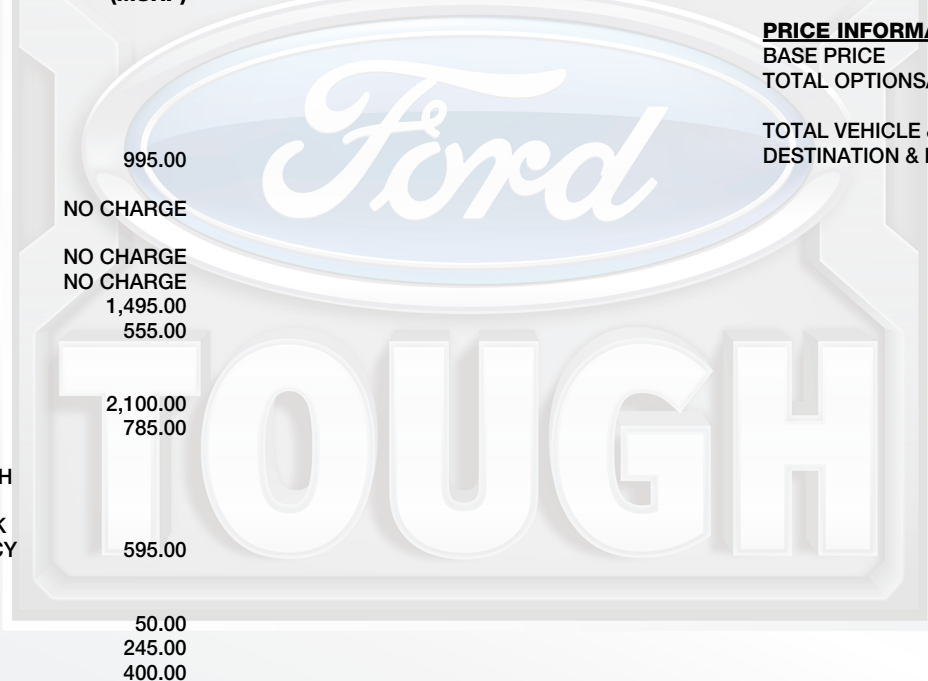 (MSRP)
995.00
NO CHARGE
NO CHARGE
NO CHARGE
1,495.00
555.00
2,100.00
785.00
H
K
CY
595.00
50.00
245.00
400.00
PRICE INFORMA
BASE PRICE
TOTAL OPTIONS
TOTAL VEHICLE &
DESTINATION &
Ford
TOUGH